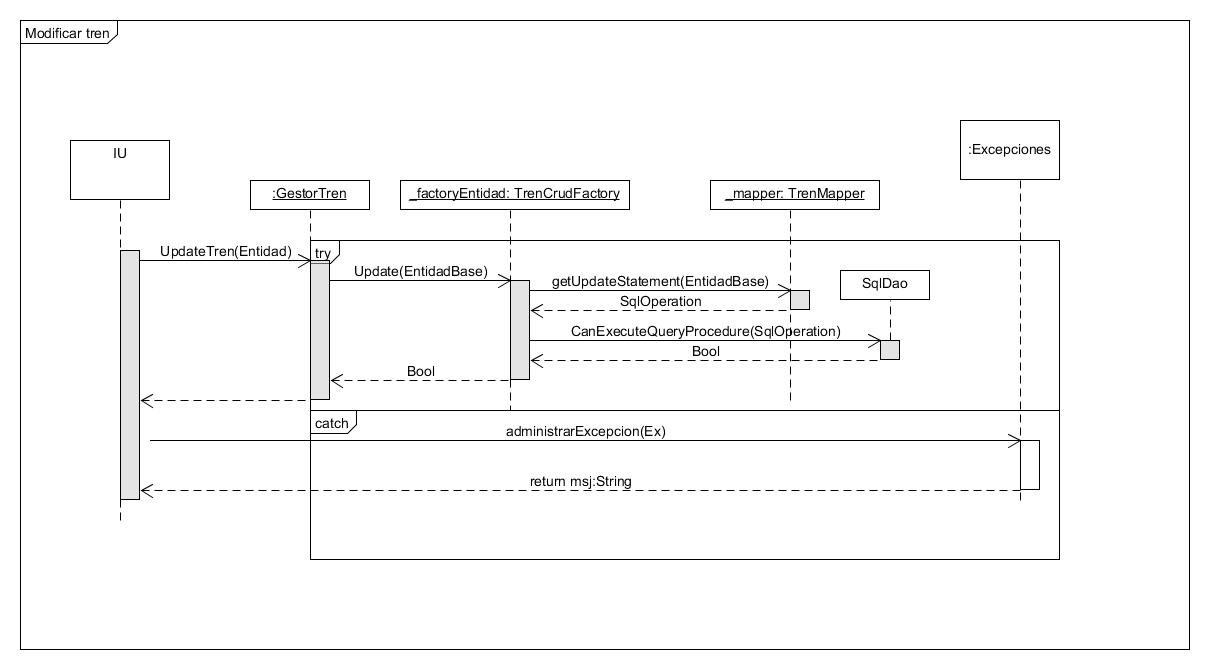 Modificar tren
IU
:Excepciones
:GestorTren
_factoryEntidad: TrenCrudFactory
_mapper: TrenMapper
UpdateTren(Entidad)
try
Update(EntidadBase)
getUpdateStatement(EntidadBase)
SqlDao
SqlOperation
CanExecuteQueryProcedure(SqlOperation)
Bool
Bool
catch
administrarExcepcion(Ex)
return msj:String